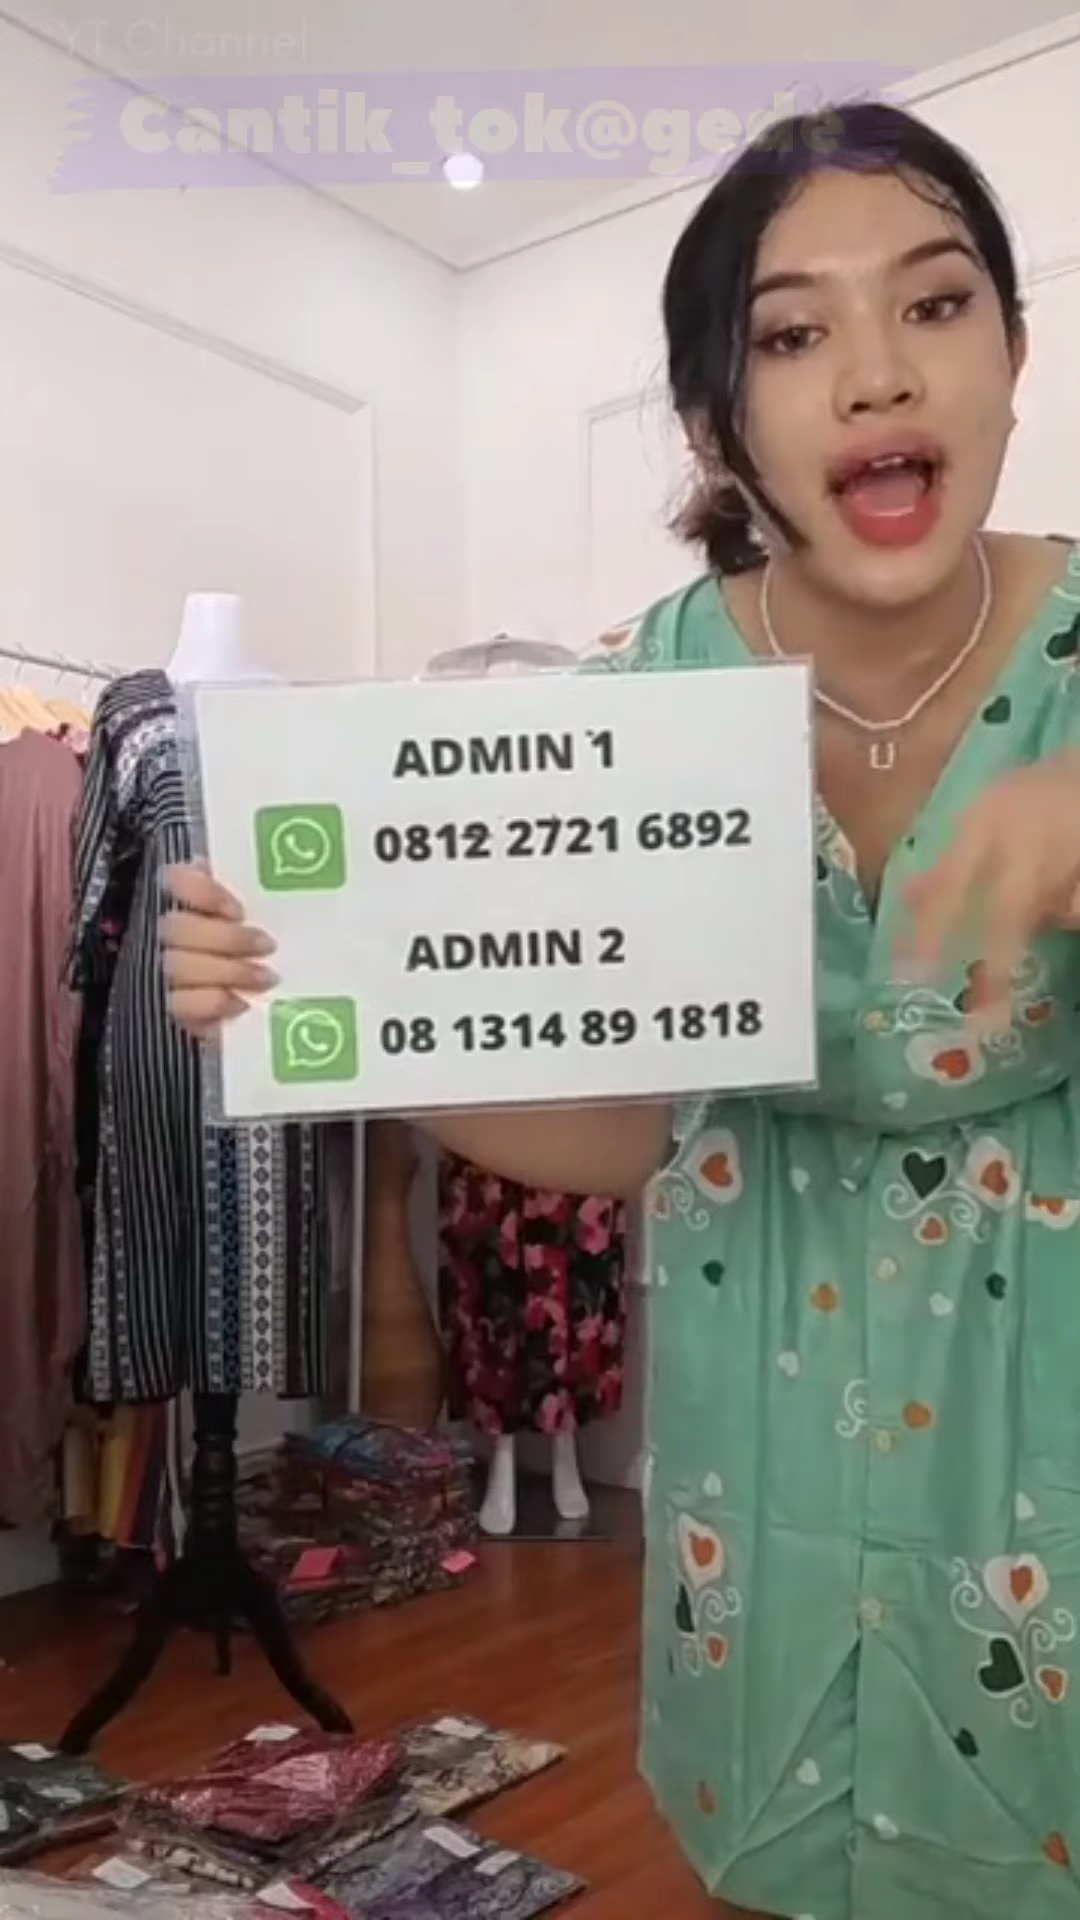 YT Channel
Cantik_tok@gede
ADMIN 1
0812 2721 6892
ADMIN 2
08 1314 89 1818
U